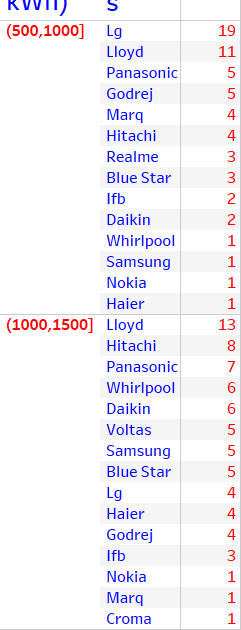 kWh) s
(500,1000] Lg 19
Lloyd 11
Panasonic 5
Godrej 5
Marq 4
Hitachi 4
Realme 3
Blue Star 3
Ifb 2
Daikin 2
Whirlpool 1
Samsung 1
Nokia 1
Haier 1
(1000,1500] Lloyd 13
Hitachi 8
Panasonic 7
Whirlpool 6
Daikin 6
Voltas 5
Samsung 5
Blue Star 5
Lg 4
Haier 4
Godrej 4
Ifb 3
Nokia 1
Marq 1
Croma 1